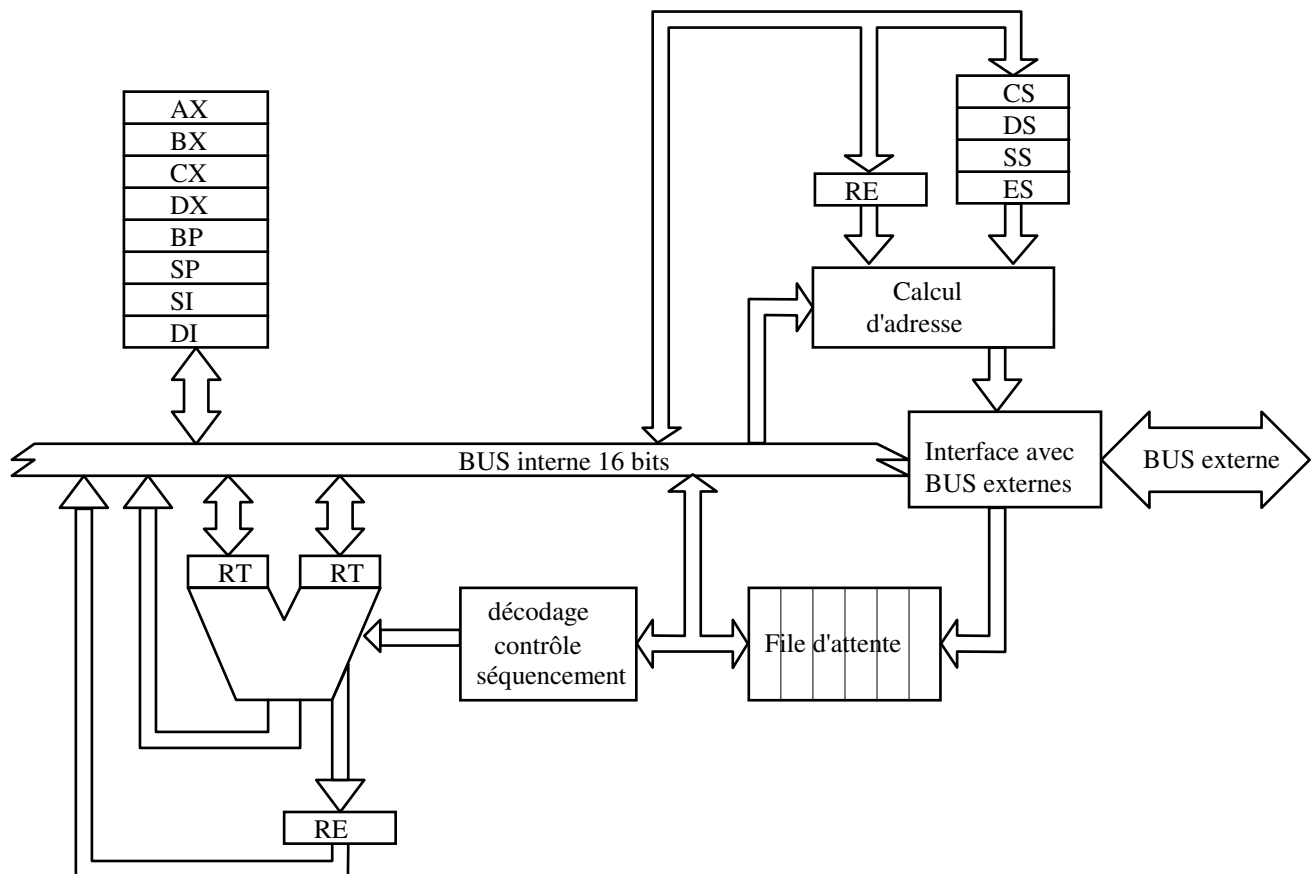 AX
BX
CX
DX
BP
SP
SI
DI
CS
DS
SS
ES
RE
Calcul
d'adresse
BUS interne 16 bits
Interface avec
BUS externes
BUS externe
RT
RT
décodage
contrôle
séquencement
File d'attente
RE